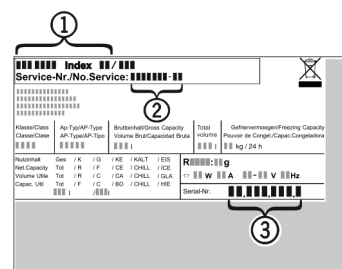 1
Index /
Service-Nr./No.Service: -
2
Klasse/Class Ap-Typ/AP-Type Bruttoinhalt/Gross Capacity Total Gefriervermoegen/Freezing Capacity
Classe/Clase AP-Type/AP-Tipo Volume Brut/Capacidad Bruta volume Pouvoir de Congel./Capac.Congeladora
l l kg / 24 h
Nutzinhalt Ges / K / G / KE / KALT / EIS
Net.Capacity Tot / R / F / CE / CHILL / ICE
Volume Utile Tot / R / C / CA / CHILL / GLA
Capac. Util Tot / F / C / BO / CHILL / HIE
l / l
R : g
W A - V Hz
Serial-Nr. . . .
3